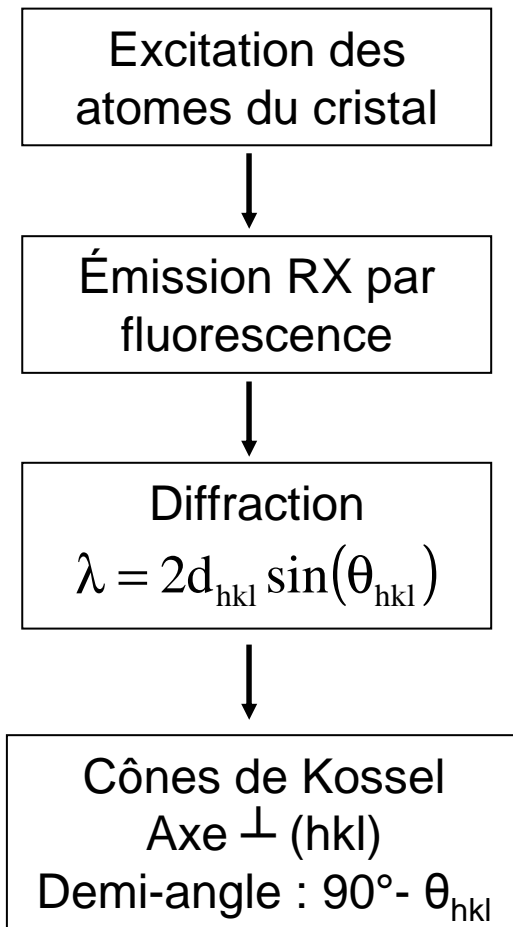 Excitation des
atomes du cristal
Émission RX par
fluorescence
Diffraction
λ = 2d_hkl sin(θ_hkl)
Cônes de Kossel
Axe ┴ (hkl)
Demi-angle : 90°- θ_hkl